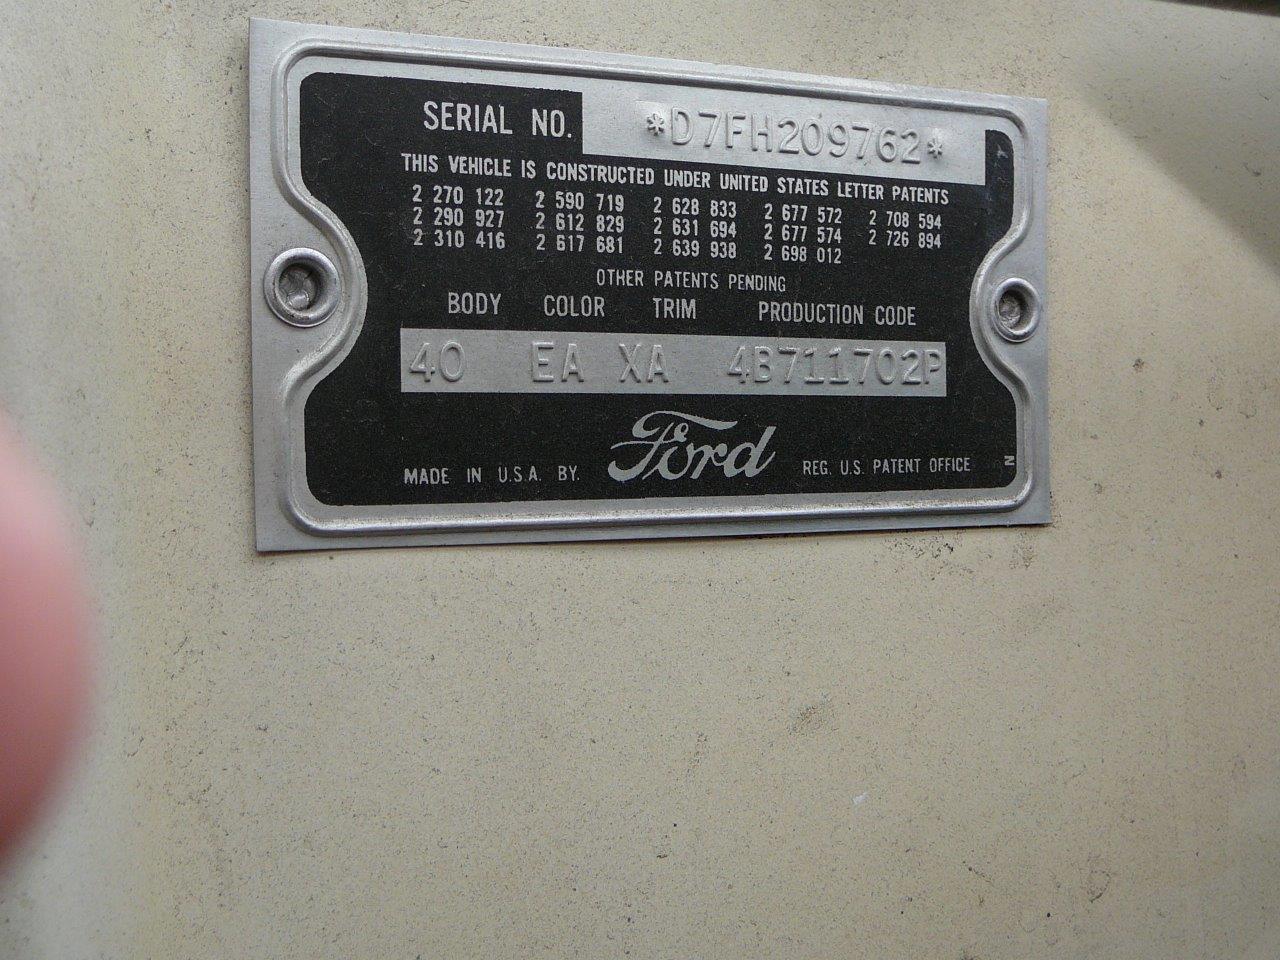 SERIAL NO. *D7FH209762*
THIS VEHICLE IS CONSTRUCTED UNDER UNITED STATES LETTER PATENTS
2 270 122 2 590 719 2 628 833 2 677 572 2 708 594
2 290 927 2 612 829 2 631 694 2 677 574 2 726 894
2 310 416 2 617 681 2 639 938 2 698 012
OTHER PATENTS PENDING
BODY COLOR TRIM PRODUCTION CODE
40 EA XA 4B711702P
MADE IN U.S.A. BY. Ford REG. U.S. PATENT OFFICE N